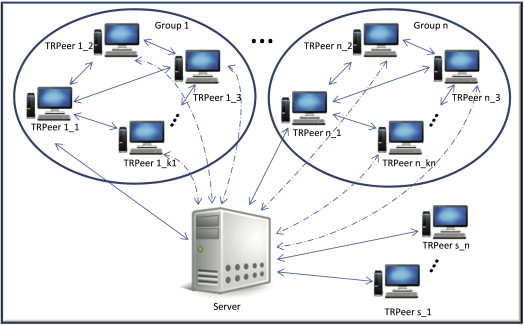 Group 1
Group n
TRPeer 1_2
TRPeer n_2
TRPeer 1_3
TRPeer n_3
TRPeer 1_1
TRPeer n_1
TRPeer 1_k1
TRPeer n_kn
TRPeer s_n
Server
TRPeer s_1